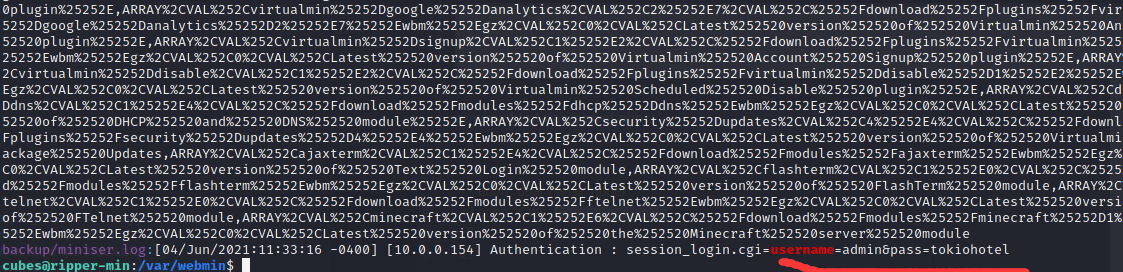 0plugin%25252E,ARRAY%2CVAL%252Cvirtualmin%25252Dgoogle%25252Danalytics%2CVAL%252C2%25252E7%2CVAL%252C%25252Fdownload%25252Fplugins%25252Fvir
5252Dgoogle%25252Danalytics%25252D2%25252E7%25252Ewbm%25252Egz%2CVAL%252C0%2CVAL%252CLatest%252520version%252520of%252520Virtualmin%252520An
52520plugin%25252E,ARRAY%2CVAL%252Cvirtualmin%25252Dsignup%2CVAL%252C1%25252E2%2CVAL%252C%25252Fdownload%25252Fplugins%25252Fvirtualmin%2525
25252Ewbm%25252Egz%2CVAL%252C0%2CVAL%252CLatest%252520version%252520of%252520Virtualmin%252520Account%252520Signup%252520plugin%25252E,ARRAY
2Cvirtualmin%25252Ddisable%2CVAL%252C1%25252E2%2CVAL%252C%25252Fdownload%25252Fplugins%25252Fvirtualmin%25252Ddisable%25252D1%25252E2%25252E
Egz%2CVAL%252C0%2CVAL%252CLatest%252520version%252520of%252520Virtualmin%252520Scheduled%252520Disable%252520plugin%25252E,ARRAY%2CVAL%252Cd
Ddns%2CVAL%252C1%25252E4%2CVAL%252C%25252Fdownload%25252Fmodules%25252Fdhcp%25252Ddns%25252Ewbm%25252Egz%2CVAL%252C0%2CVAL%252CLatest%252520
52520of%252520DHCP%252520and%252520DNS%252520module%25252E,ARRAY%2CVAL%252Csecurity%25252Dupdates%2CVAL%252C4%25252E4%2CVAL%252C%25252Fdownl
Fplugins%25252Fsecurity%25252Dupdates%25252D4%25252E4%25252Ewbm%25252Egz%2CVAL%252C0%2CVAL%252CLatest%252520version%252520of%252520Virtualmi
ackage%252520Updates,ARRAY%2CVAL%252Cajaxterm%2CVAL%252C1%25252E4%2CVAL%252C%25252Fdownload%25252Fmodules%25252Fajaxterm%25252Ewbm%25252Egz%
C0%2CVAL%252CLatest%252520version%252520of%252520Text%252520Login%252520module,ARRAY%2CVAL%252Cflashterm%2CVAL%252C1%25252E0%2CVAL%252C%2525
d%25252Fmodules%25252Fflashterm%25252Ewbm%25252Egz%2CVAL%252C0%2CVAL%252CLatest%252520version%252520of%252520FlashTerm%252520module,ARRAY%2C
telnet%2CVAL%252C1%25252E0%2CVAL%252C%25252Fdownload%25252Fmodules%25252Fftelnet%25252Ewbm%25252Egz%2CVAL%252C0%2CVAL%252CLatest%252520versi
of%252520FTelnet%252520module,ARRAY%2CVAL%252Cminecraft%2CVAL%252C1%25252E6%2CVAL%252C%25252Fdownload%25252Fmodules%25252Fminecraft%25252D1%
5252Ewbm%25252Egz%2CVAL%252C0%2CVAL%252CLatest%252520version%252520of%252520the%252520Minecraft%252520server%252520module
backup/miniser.log:[04/Jun/2021:11:33:16 -0400] [10.0.0.154] Authentication : session_login.cgi=username=admin&pass=tokiohotel
cubes@ripper-min:/var/webmin$